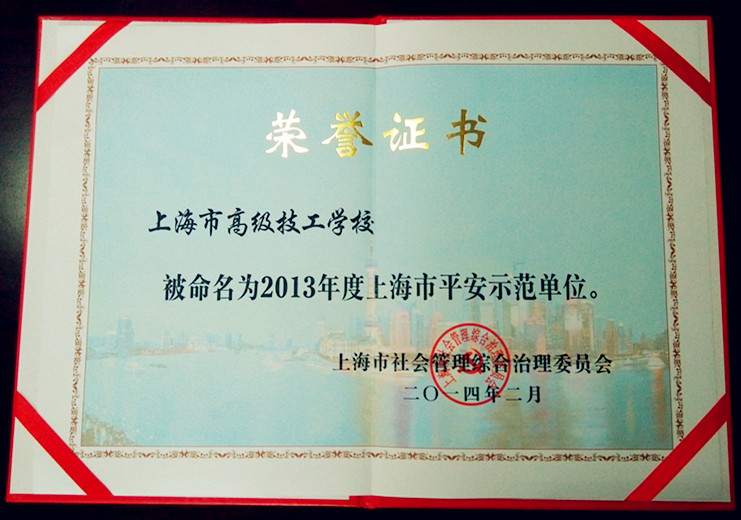 荣誉证书
上海市高级技工学校
被命名为2013年度上海市平安示范单位。
上海市社会管理综合治理委员会
二〇一四年二月